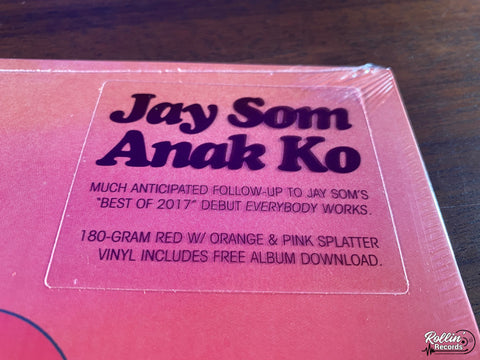 Jay Som
Anak Ko
MUCH ANTICIPATED FOLLOW-UP TO JAY SOM'S
"BEST OF 2017" DEBUT EVERYBODY WORKS.
180-GRAM RED W/ ORANGE & PINK SPLATTER
VINYL INCLUDES FREE ALBUM DOWNLOAD.
Rollin'
Records